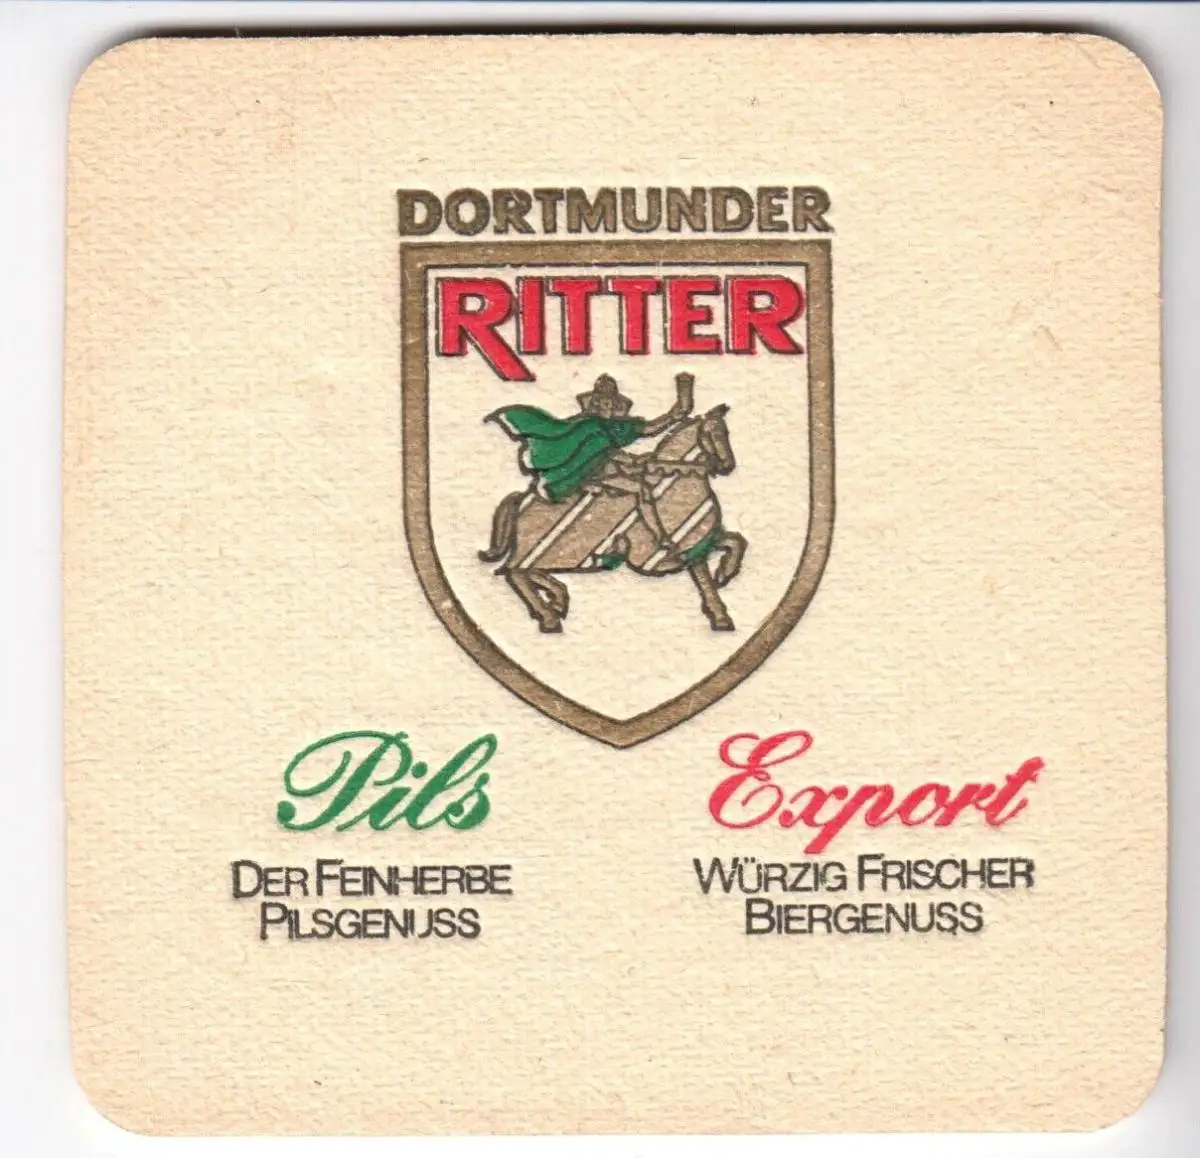 DORTMUNDER
RITTER
Pils
DER FEINHERBE
PILSGENUSS
Export
WÜRZIG FRISCHER
BIERGENUSS